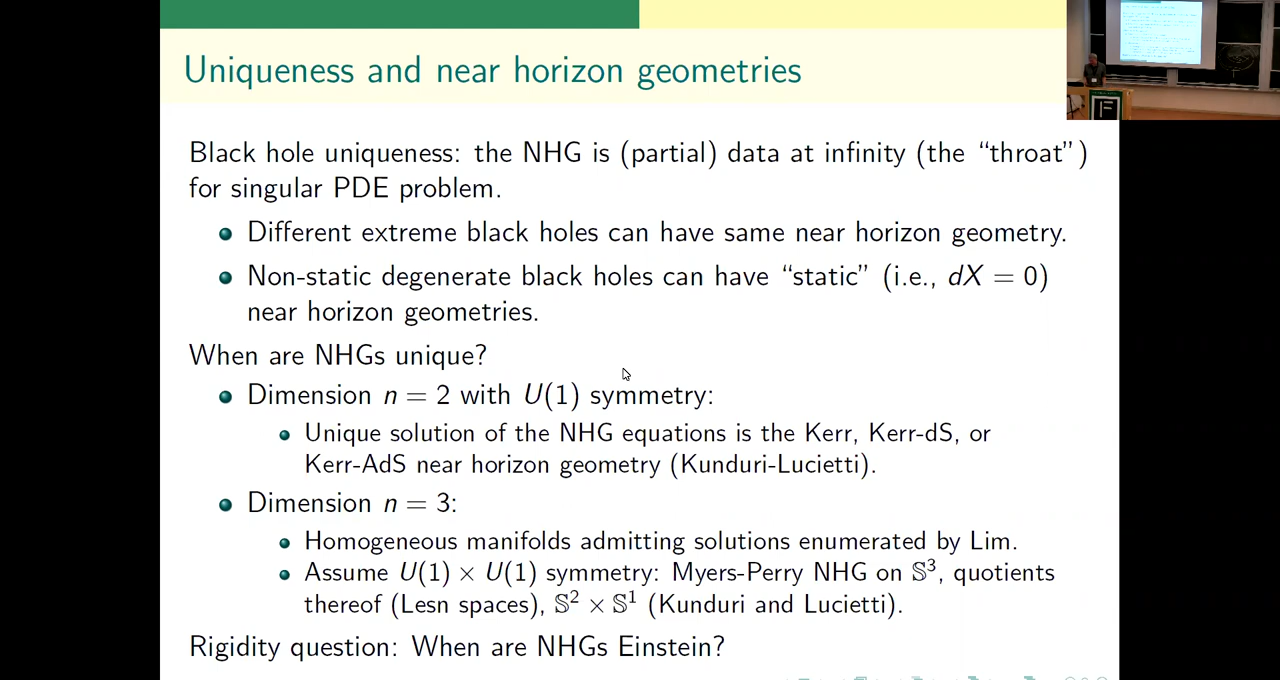 Uniqueness and near horizon geometries
Black hole uniqueness: the NHG is (partial) data at infinity (the “throat”)
for singular PDE problem.
Different extreme black holes can have same near horizon geometry.
Non-static degenerate black holes can have “static” (i.e., dX = 0)
near horizon geometries.
When are NHGs unique?
Dimension n = 2 with U(1) symmetry:
Unique solution of the NHG equations is the Kerr, Kerr-dS, or
Kerr-AdS near horizon geometry (Kunduri-Lucietti).
Dimension n = 3:
Homogeneous manifolds admitting solutions enumerated by Lim.
Assume U(1) × U(1) symmetry: Myers-Perry NHG on 𝕊³, quotients
thereof (Lesn spaces), 𝕊² × 𝕊¹ (Kunduri and Lucietti).
Rigidity question: When are NHGs Einstein?